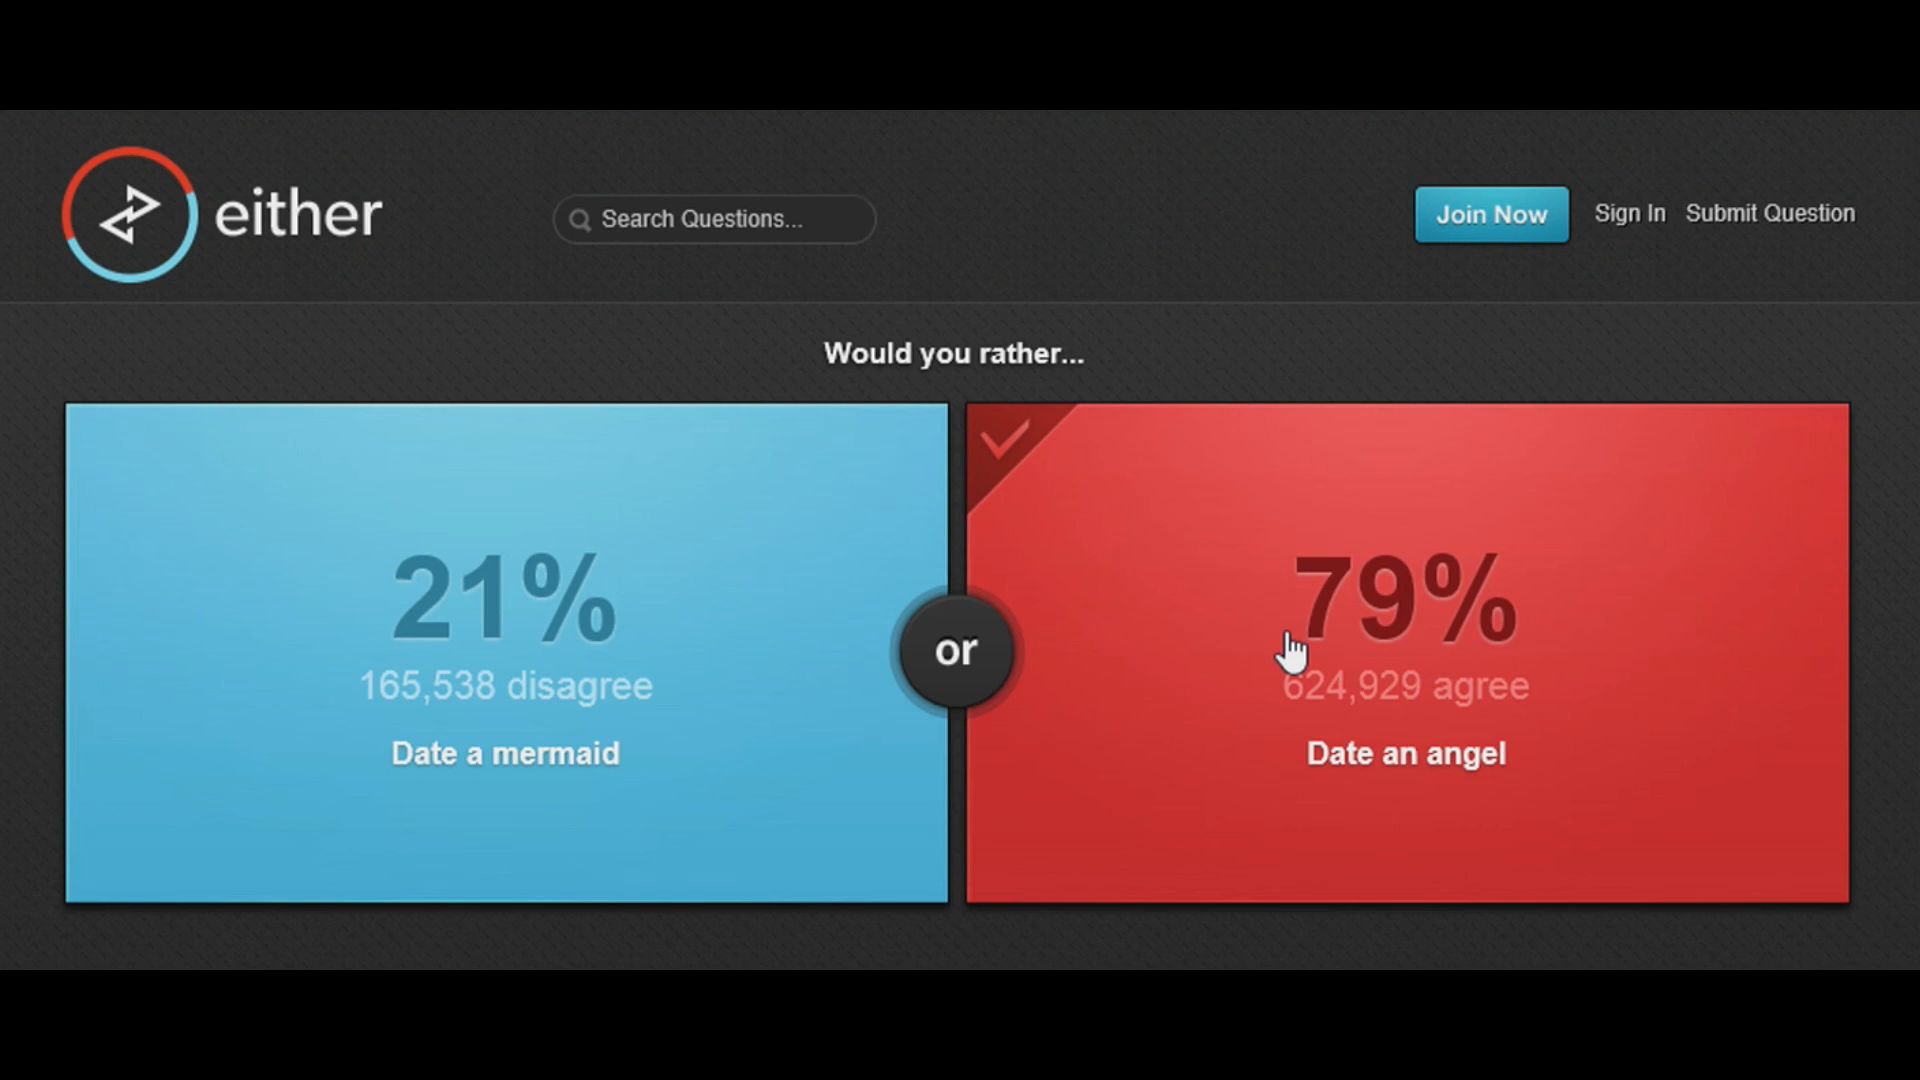 either
Search Questions...
Join Now
Sign In
Submit Question
Would you rather...
21%
165,538 disagree
Date a mermaid
or
79%
624,929 agree
Date an angel